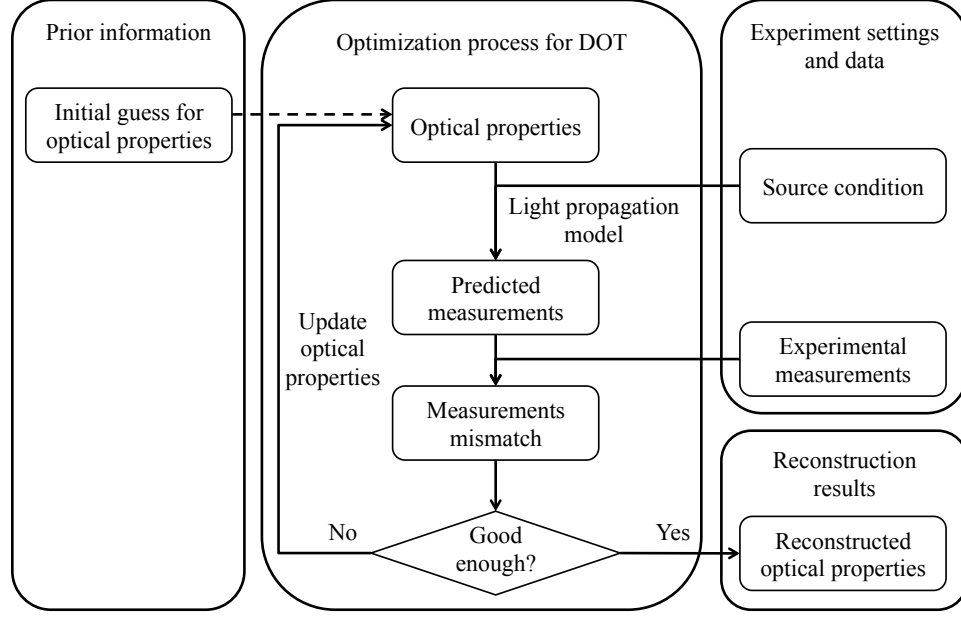 Prior information
Initial guess for
optical properties
Optimization process for DOT
Optical properties
Light propagation
model
Predicted
measurements
Update
optical
properties
Measurements
mismatch
No
Good
enough?
Yes
Experiment settings
and data
Source condition
Experimental
measurements
Reconstruction
results
Reconstructed
optical properties